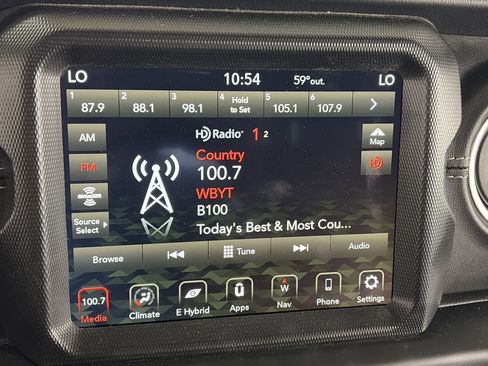 LO 10:54 59°out. LO
1 87.9 2 88.1 3 98.1 4 Hold to Set 5 105.1 6 107.9
AM
HD Radio 1 2
Map
Country
FM
100.7
HD
WBYT
SiriusXM
B100
Source Select
Today's Best & Most Cou...
Browse Tune Audio
100.7 W
Media Climate E Hybrid Apps Nav Phone Settings